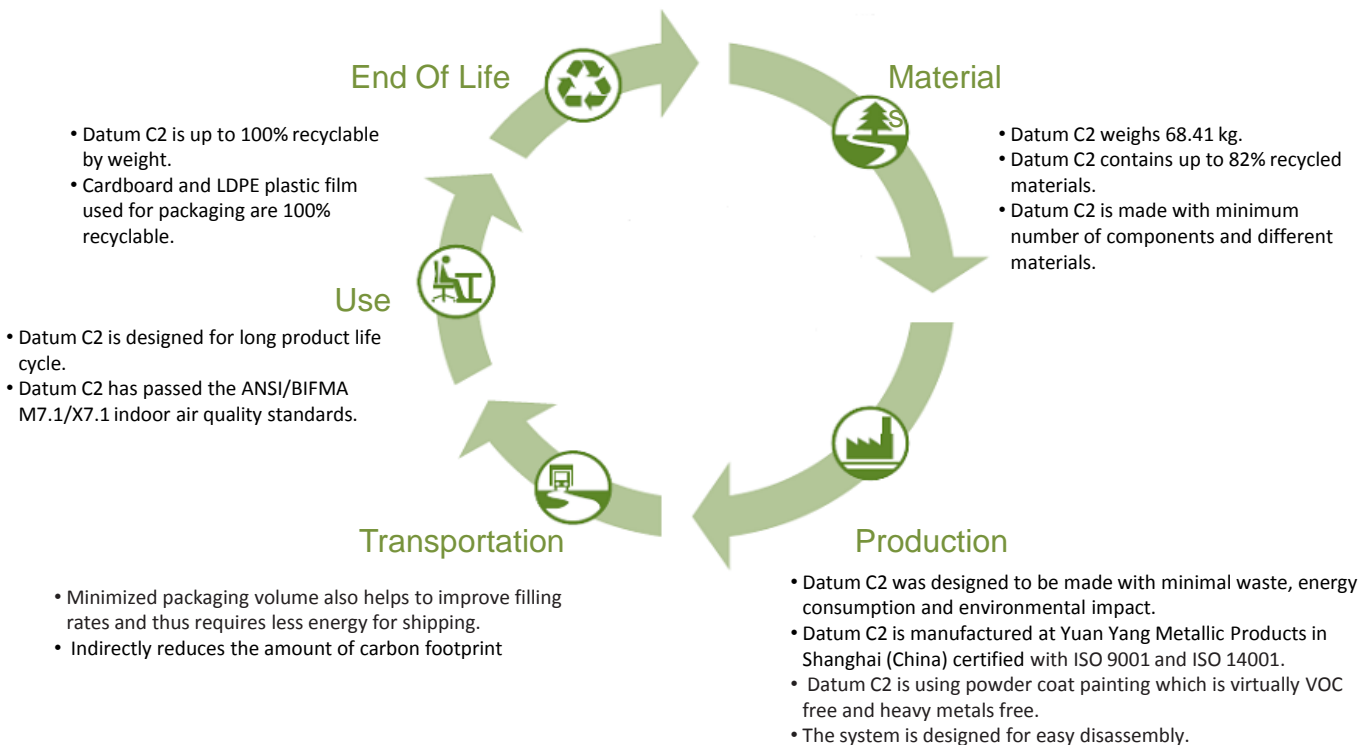 End Of Life
• Datum C2 is up to 100% recyclable
by weight.
• Cardboard and LDPE plastic film
used for packaging are 100%
recyclable.
Material
S
• Datum C2 weighs 68.41 kg.
• Datum C2 contains up to 82% recycled
materials.
• Datum C2 is made with minimum
number of components and different
materials.
Use
• Datum C2 is designed for long product life
cycle.
• Datum C2 has passed the ANSI/BIFMA
M7.1/X7.1 indoor air quality standards.
Transportation
• Minimized packaging volume also helps to improve filling
rates and thus requires less energy for shipping.
• Indirectly reduces the amount of carbon footprint
Production
• Datum C2 was designed to be made with minimal waste, energy
consumption and environmental impact.
• Datum C2 is manufactured at Yuan Yang Metallic Products in
Shanghai (China) certified with ISO 9001 and ISO 14001.
• Datum C2 is using powder coat painting which is virtually VOC
free and heavy metals free.
• The system is designed for easy disassembly.